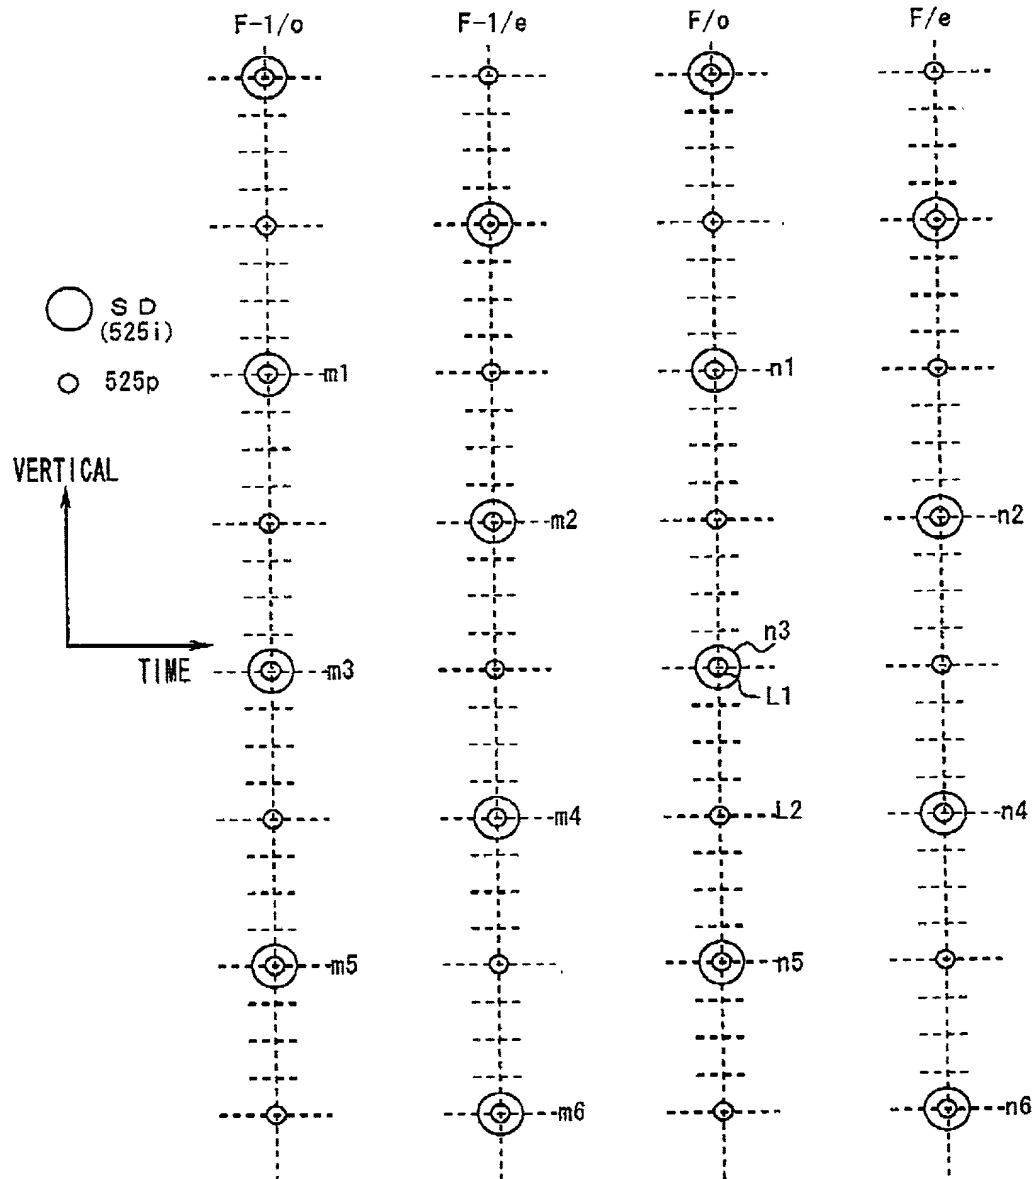 F-1/o F-1/e F/o F/e
S D
(525i)
525p
m1 n1
VERTICAL
m2 n2
n3
TIME m3
L1
m4 L2 n4
m5 n5
m6 n6